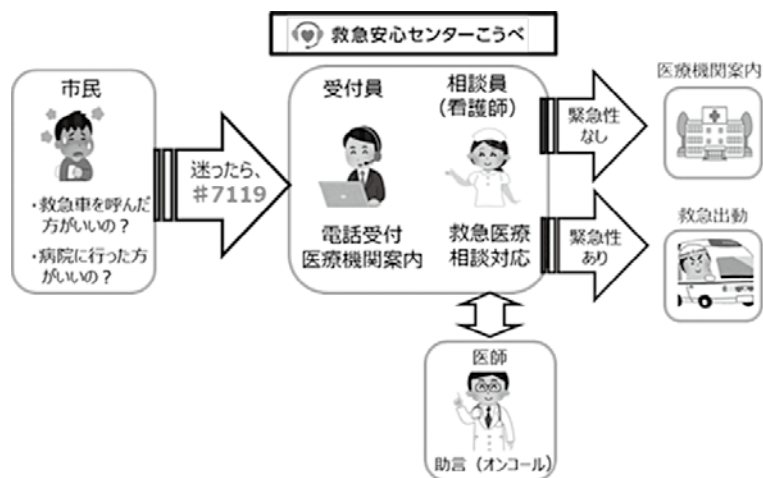 救急安心センターこうべ
市民
・救急車を呼んだ
方がいいの？
・病院に行った方
がいいの？
迷ったら、
＃7119
受付員
電話受付
医療機関案内
相談員
（看護師）
救急医療
相談対応
緊急性
なし
医療機関案内
緊急性
あり
救急出動
医師
助言（オンコール）